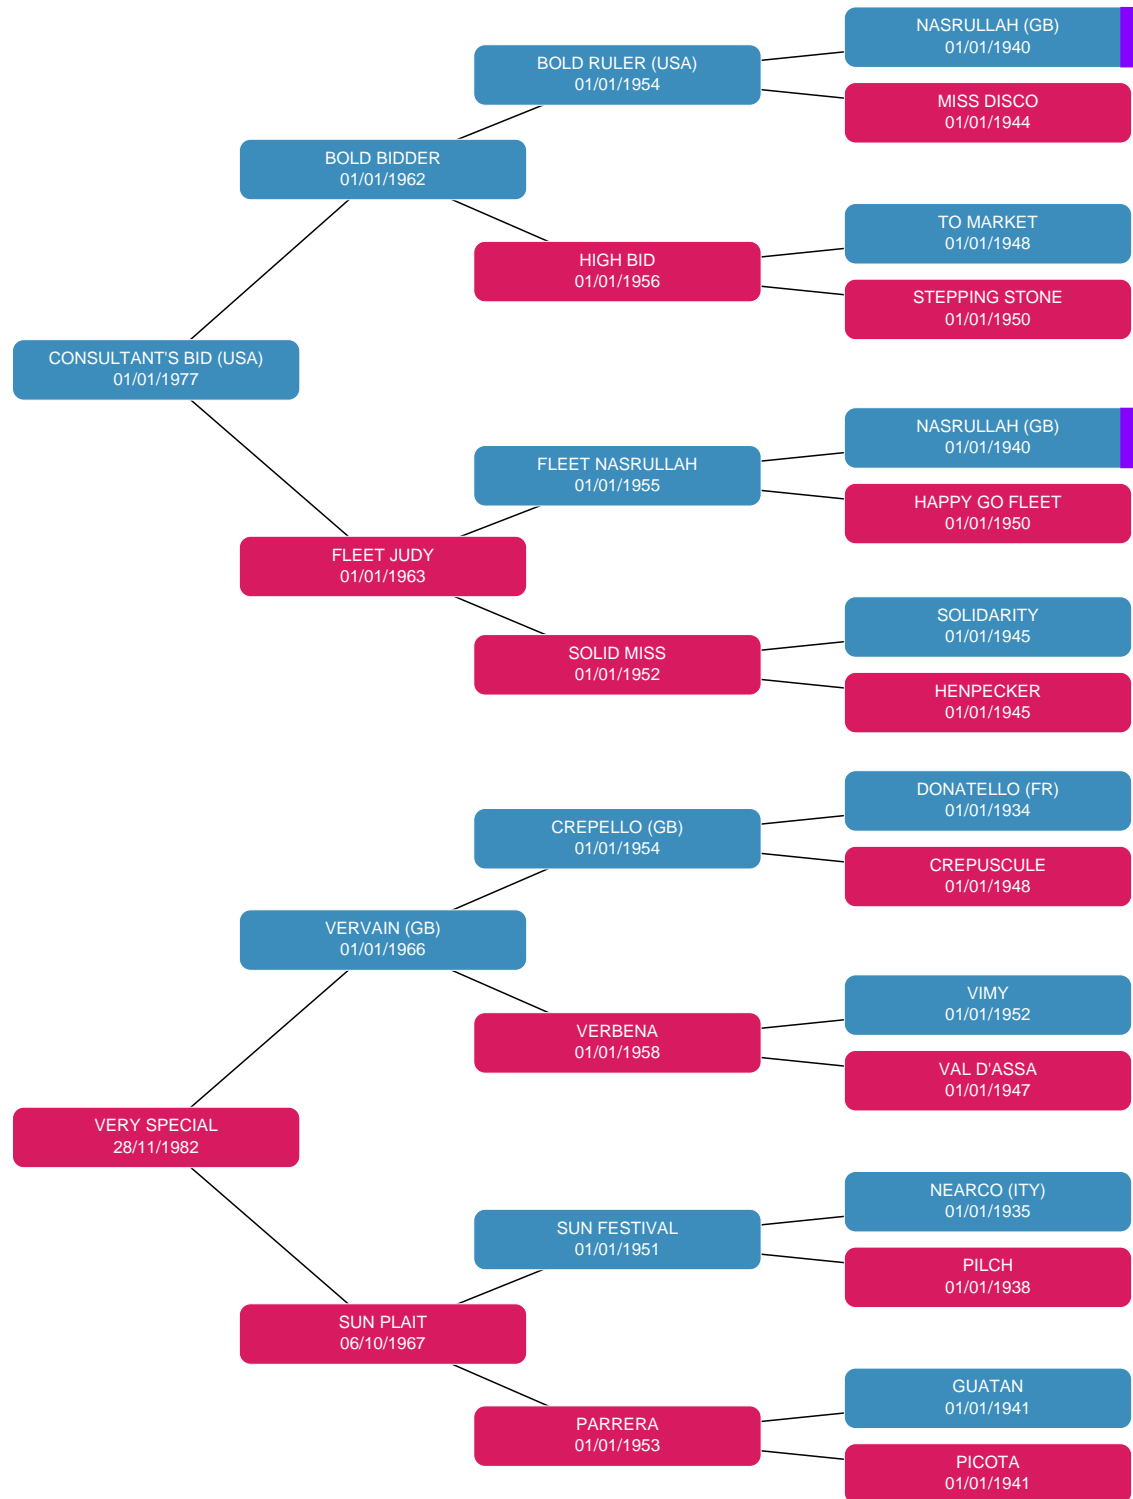 NASRULLAH (GB)
01/01/1940
BOLD RULER (USA)
01/01/1954
MISS DISCO
01/01/1944
BOLD BIDDER
01/01/1962
TO MARKET
01/01/1948
HIGH BID
01/01/1956
STEPPING STONE
01/01/1950
CONSULTANT'S BID (USA)
01/01/1977
NASRULLAH (GB)
01/01/1940
FLEET NASRULLAH
01/01/1955
HAPPY GO FLEET
01/01/1950
FLEET JUDY
01/01/1963
SOLIDARITY
01/01/1945
SOLID MISS
01/01/1952
HENPECKER
01/01/1945
DONATELLO (FR)
01/01/1934
CREPELLO (GB)
01/01/1954
CREPUSCULE
01/01/1948
VERVAIN (GB)
01/01/1966
VIMY
01/01/1952
VERBENA
01/01/1958
VAL D'ASSA
01/01/1947
VERY SPECIAL
28/11/1982
NEARCO (ITY)
01/01/1935
SUN FESTIVAL
01/01/1951
PILCH
01/01/1938
SUN PLAIT
06/10/1967
GUATAN
01/01/1941
PARRERA
01/01/1953
PICOTA
01/01/1941